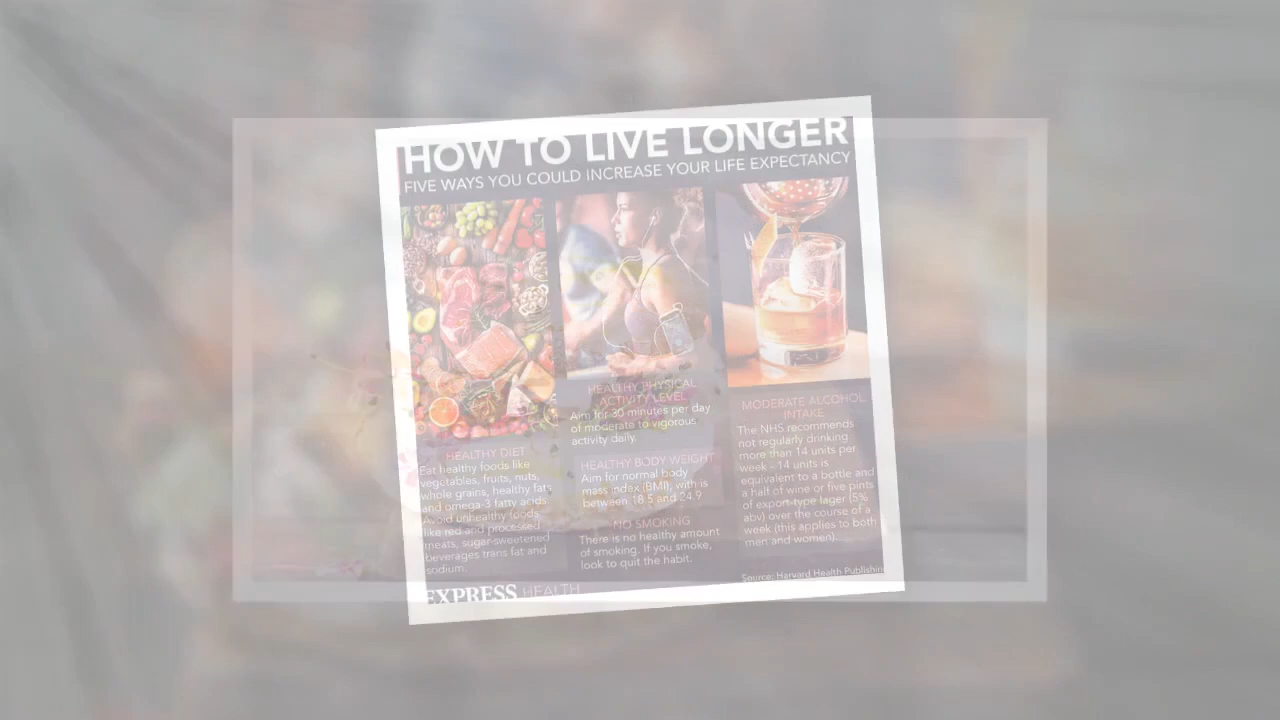 HOW TO LIVE LONGER
FIVE WAYS YOU COULD INCREASE YOUR LIFE EXPECTANCY
HEALTHY DIET
Eat healthy foods like
vegetables, fruits, nuts,
whole grains, healthy fats
and omega-3 fatty acids.
Avoid unhealthy foods
like red and processed
meats, sugar-sweetened
beverages trans fat and
sodium.
HEALTHY PHYSICAL
ACTIVITY LEVEL
Aim for 30 minutes per day
of moderate to vigorous
activity daily.
HEALTHY BODY WEIGHT
Aim for normal body
mass index (BMI), with is
between 18.5 and 24.9
NO SMOKING
There is no healthy amount
of smoking. If you smoke,
look to quit the habit.
MODERATE ALCOHOL
INTAKE
The NHS recommends
not regularly drinking
more than 14 units per
week - 14 units is
equivalent to a bottle and
a half of wine or five pints
of export-type lager (5%
abv) over the course of a
week (this applies to both
men and women).
Source: Harvard Health Publishin
EXPRESS HEALTH